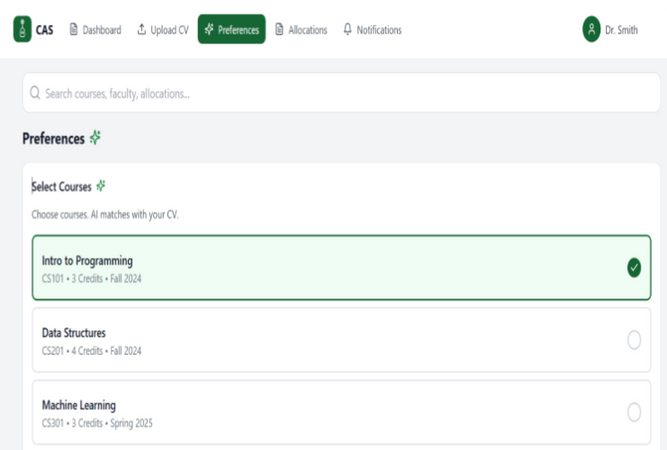 CAS Dashboard Upload CV Preferences Allocations Notifications Dr. Smith
Search courses, faculty, allocations...
Preferences
Select Courses
Choose courses. AI matches with your CV.
Intro to Programming
CS101 • 3 Credits • Fall 2024
Data Structures
CS201 • 4 Credits • Fall 2024
Machine Learning
CS301 • 3 Credits • Spring 2025